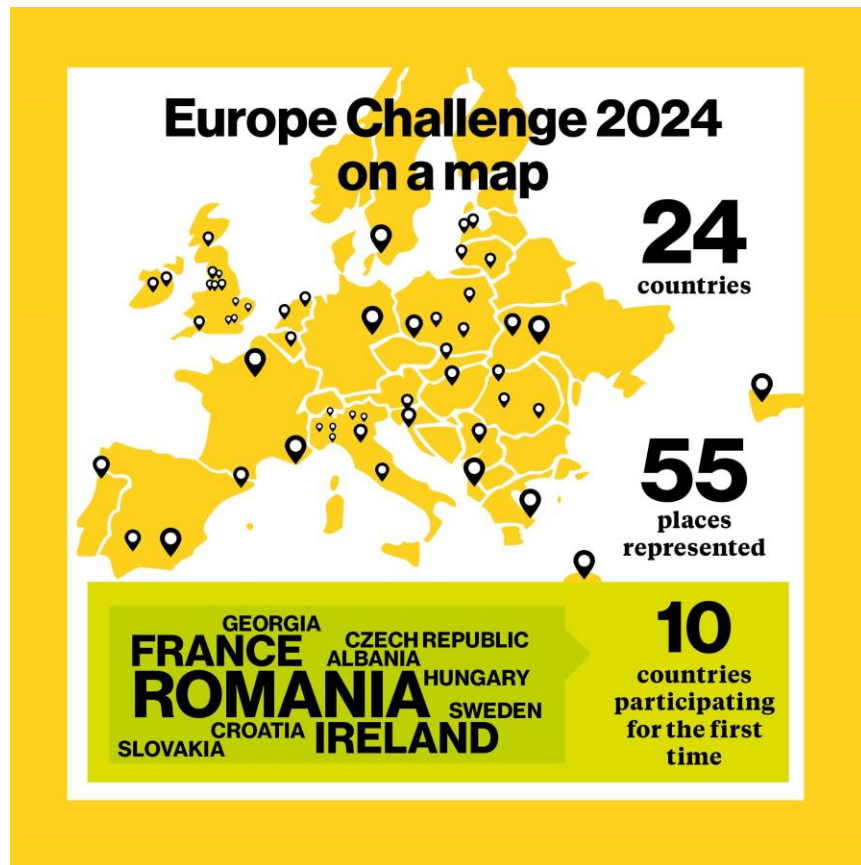 Europe Challenge 2024
on a map
24
countries
55
places
represented
GEORGIA
FRANCE
CZECH REPUBLIC
ALBANIA
ROMANIA
HUNGARY
SWEDEN
CROATIA
IRELAND
SLOVAKIA
10
countries
participating
for the first
time